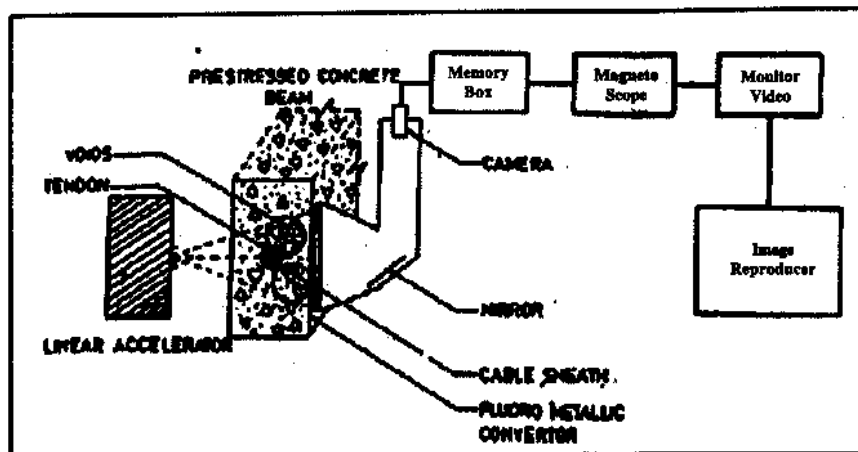 PRESTRESSED CONCRETE
BEAM
Memory
Box
Magneto
Scope
Monitor
Video
VOIDS
TENDON
CAMERA
Image
Reproducer
MIRROR
LINEAR ACCELERATOR
CABLE SHEATH
FLUORO METALLIC
CONVERTOR